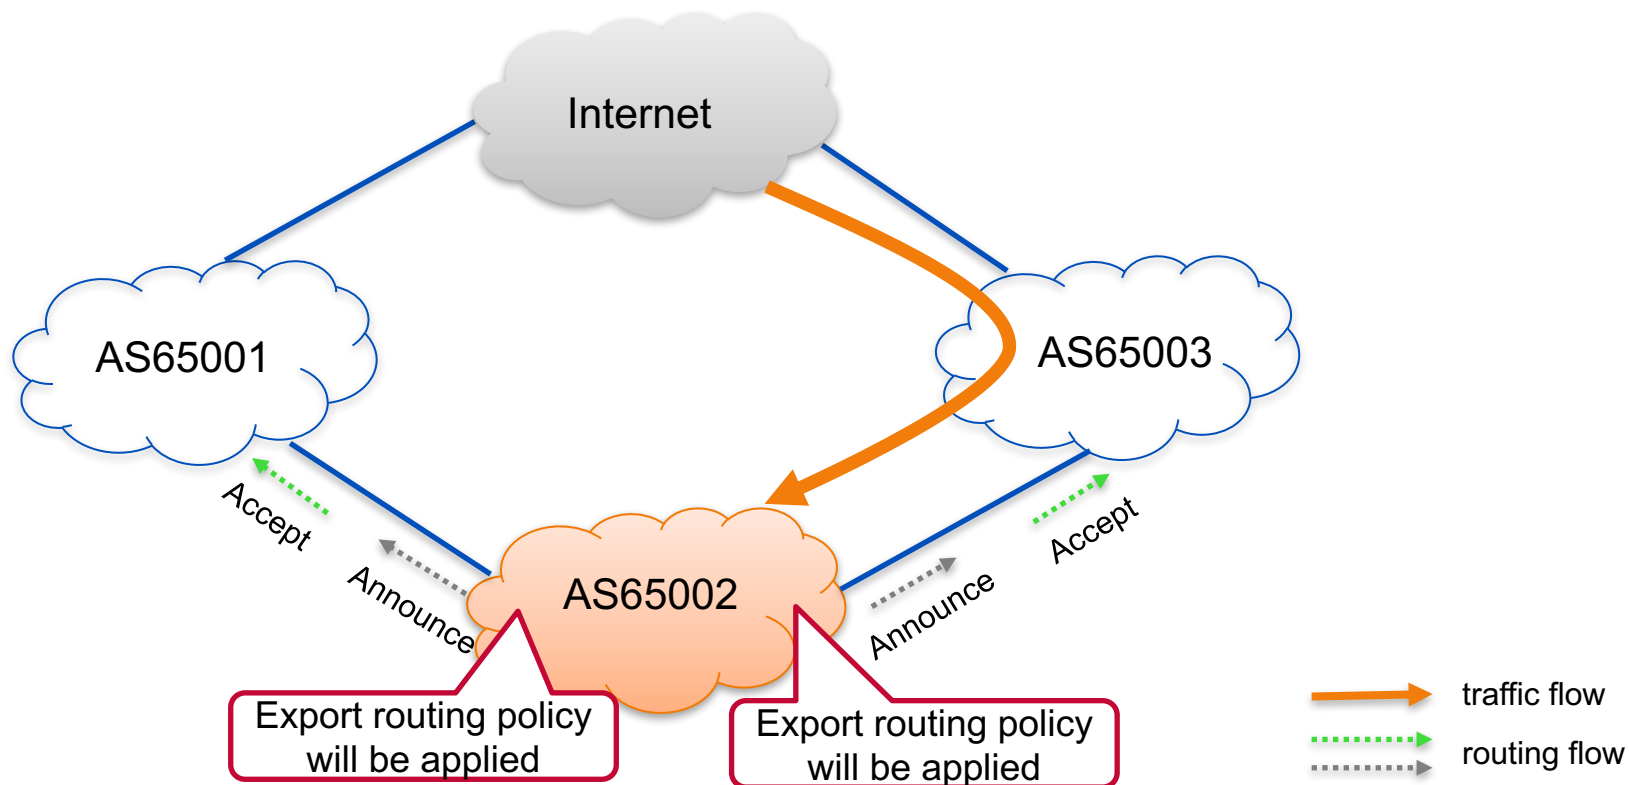 Internet
AS65001
AS65003
Accept
Announce
AS65002
Announce
Accept
Export routing policy
will be applied
Export routing policy
will be applied
traffic flow
routing flow